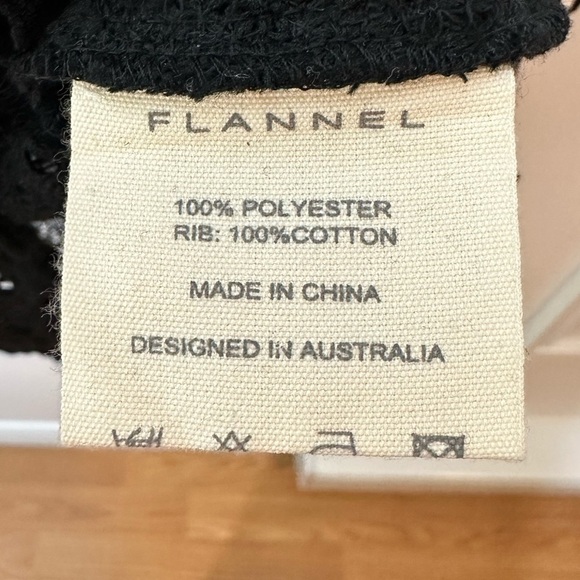 FLANNEL
100% POLYESTER
RIB: 100%COTTON
MADE IN CHINA
DESIGNED IN AUSTRALIA